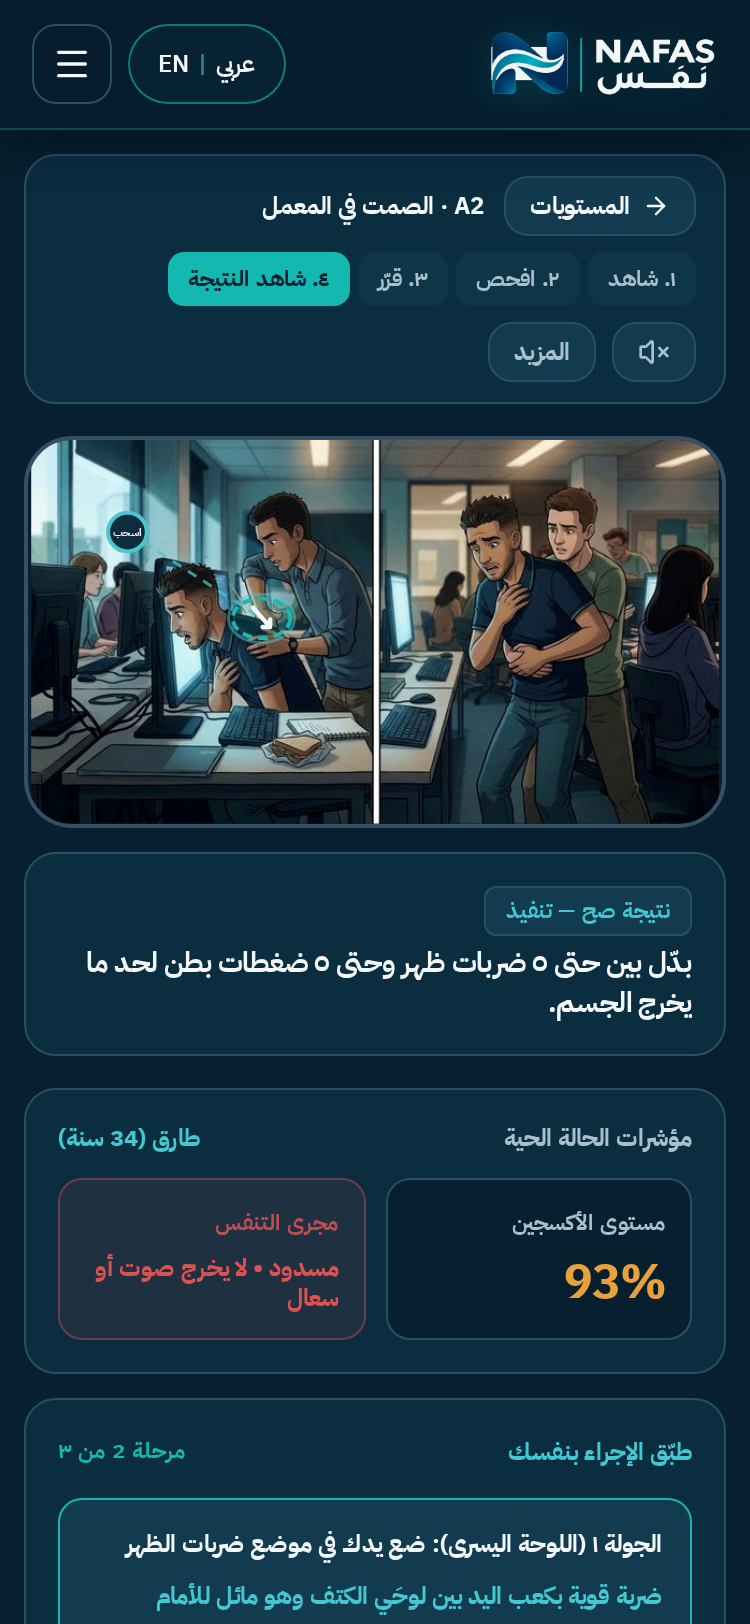 NAFAS
نَفَس
عربي | EN
المستويات
A2 · الصمت في المعمل
١. شاهد
٢. افحص
٣. قرّر
٤. شاهد النتيجة
المزيد
اسحب
نتيجة صح — تنفيذ
بدّل بين حتى ٥ ضربات ظهر وحتى ٥ ضغطات بطن لحد ما
يخرج الجسم.
مؤشرات الحالة الحية
طارق (34 سنة)
مستوى الأكسجين
93%
مجرى التنفس
مسدود • لا يخرج صوت أو
سعال
طبّق الإجراء بنفسك
مرحلة 2 من ٣
الجولة ١ (اللوحة اليسرى): ضع يدك في موضع ضربات الظهر
ضربة قوية بكعب اليد بين لوحَي الكتف وهو مائل للأمام